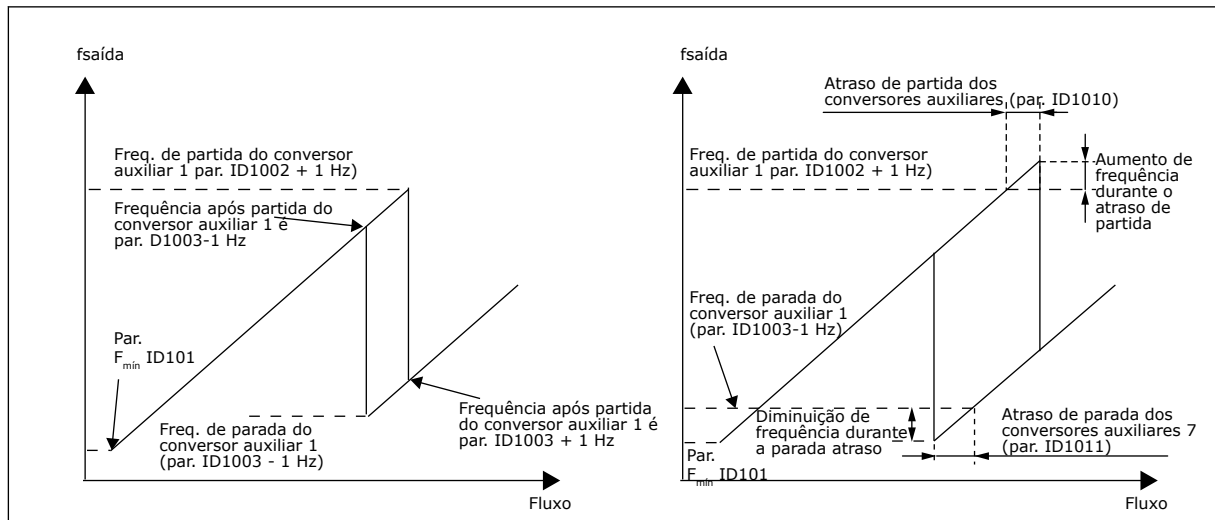 fsaída
Freq. de partida do conversor
auxiliar 1 par. ID1002 + 1 Hz)
Frequência após partida do
conversor auxiliar 1 é
par. D1003-1 Hz
Par.
Fmín ID101
Freq. de parada do
conversor auxiliar 1
(par. ID1003 - 1 Hz)
Frequência após partida
do conversor auxiliar 1 é
par. ID1003 + 1 Hz
Fluxo
fsaída
Atraso de partida dos
conversores auxiliares (par. ID1010)
Freq. de partida do conversor
auxiliar 1 par. ID1002 + 1 Hz)
Aumento de
frequência
durante o
atraso de
partida
Freq. de parada do
conversor auxiliar 1
(par. ID1003-1 Hz)
Diminuição de
frequência durante
a parada atraso
Atraso de parada dos
conversores auxiliares 7
(par. ID1011)
Par.
Fmín ID101
Fluxo